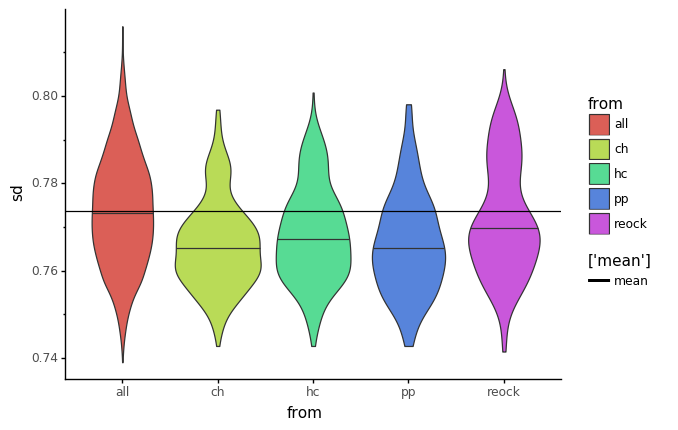 0.80
0.78
0.76
0.74
sd
all
ch
hc
pp
reock
from
from
all
ch
hc
pp
reock
['mean']
mean